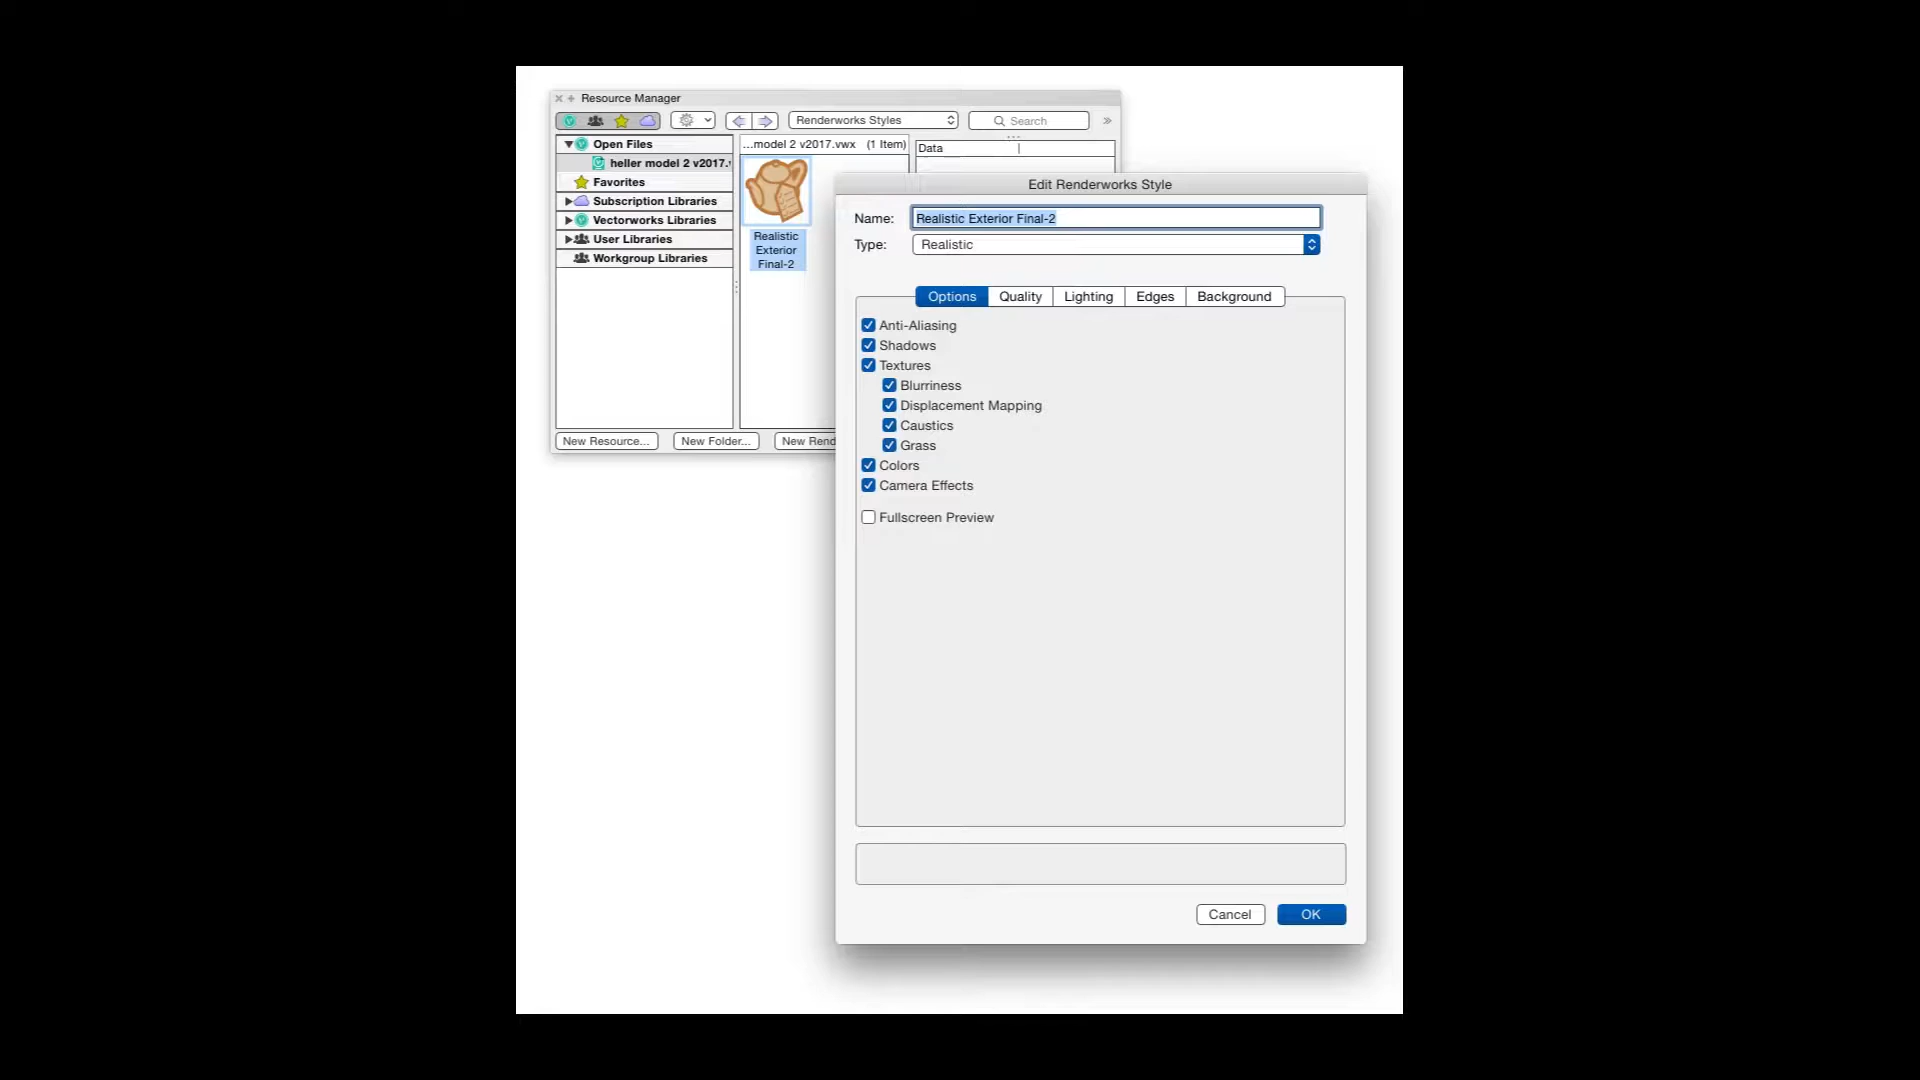 Resource Manager
Renderworks Styles
Search
Open Files
heller model 2 v2017.
Favorites
Subscription Libraries
Vectorworks Libraries
User Libraries
Workgroup Libraries
...model 2 v2017.vwx (1 Item)
Data
Realistic
Exterior
Final-2
New Resource...
New Folder...
New Rend
Edit Renderworks Style
Name: Realistic Exterior Final-2
Type: Realistic
Options Quality Lighting Edges Background
Anti-Aliasing
Shadows
Textures
Blurriness
Displacement Mapping
Caustics
Grass
Colors
Camera Effects
Fullscreen Preview
Cancel OK